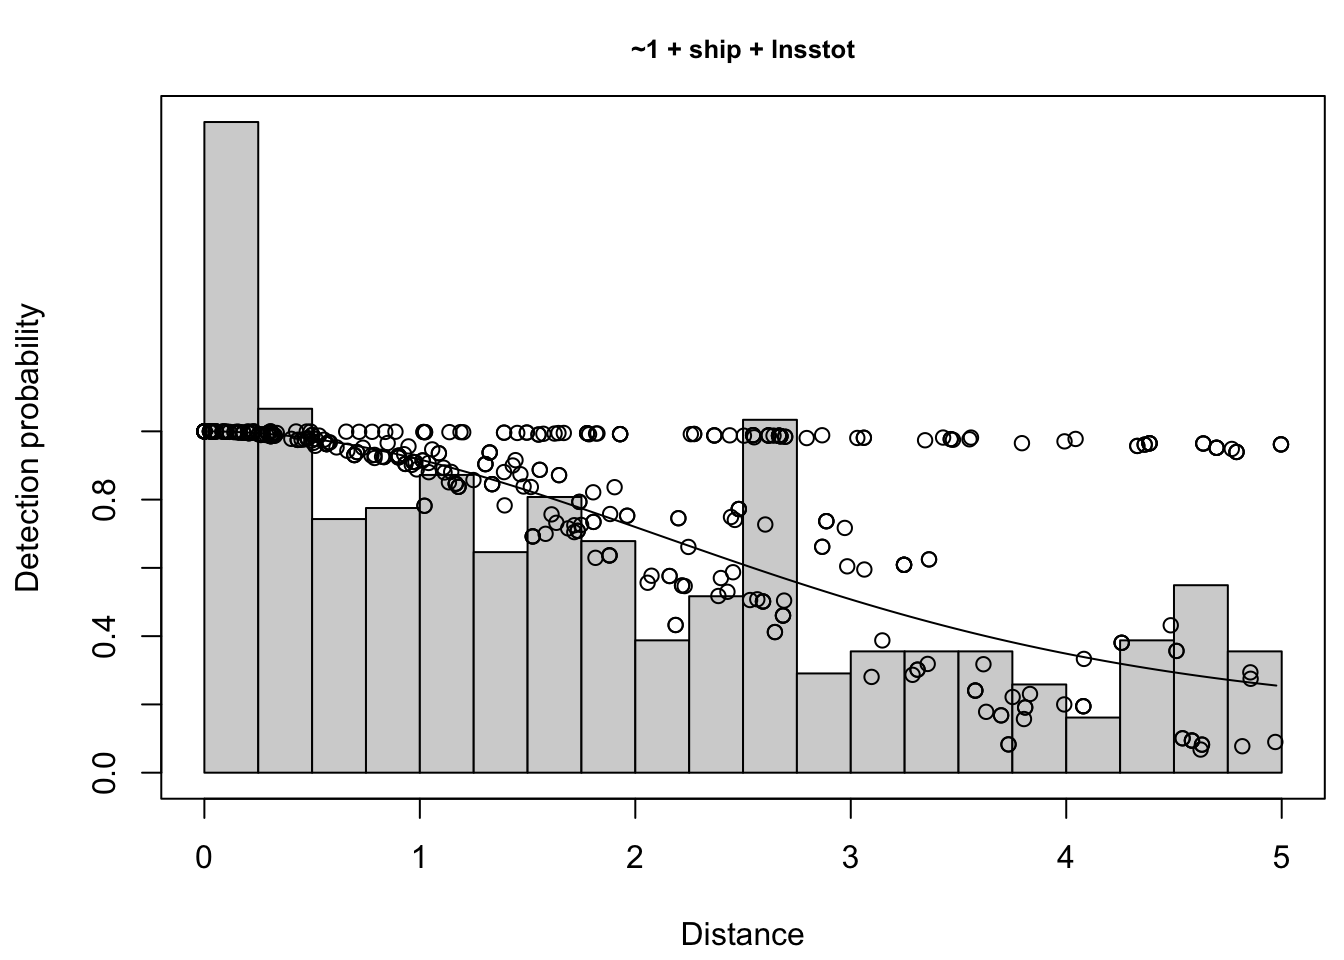 ~1 + ship + lnsstot
Detection probability
0.8
0.4
0.0
0 1 2 3 4 5
Distance